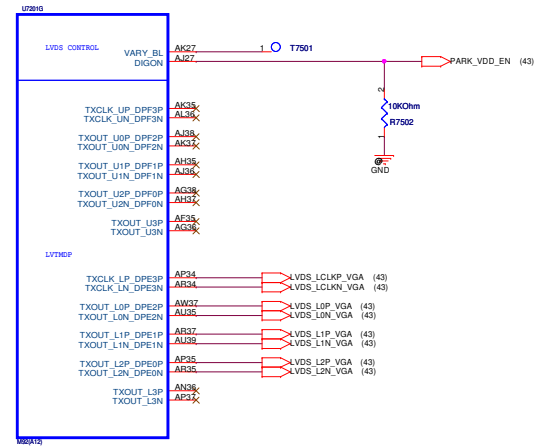 U7201G
LVDS CONTROL
VARY_BL AK27 1 T7501
DIGON AJ27 PARK_VDD_EN (43)
2
10KOhm
R7502
1
@
GND
TXCLK_UP_DPF3P AK35
TXCLK_UN_DPF3N AL36
TXOUT_U0P_DPF2P AJ38
TXOUT_U0N_DPF2N AK37
TXOUT_U1P_DPF1P AH35
TXOUT_U1N_DPF1N AJ36
TXOUT_U2P_DPF0P AG38
TXOUT_U2N_DPF0N AH37
TXOUT_U3P AF35
TXOUT_U3N AG36
LVTMDP
TXCLK_LP_DPE3P AP34 LVDS_LCLKP_VGA (43)
TXCLK_LN_DPE3N AR34 LVDS_LCLKN_VGA (43)
TXOUT_L0P_DPE2P AW37 LVDS_L0P_VGA (43)
TXOUT_L0N_DPE2N AU35 LVDS_L0N_VGA (43)
TXOUT_L1P_DPE1P AR37 LVDS_L1P_VGA (43)
TXOUT_L1N_DPE1N AU39 LVDS_L1N_VGA (43)
TXOUT_L2P_DPE0P AP35 LVDS_L2P_VGA (43)
TXOUT_L2N_DPE0N AR35 LVDS_L2N_VGA (43)
TXOUT_L3P AN36
TXOUT_L3N AP37
M92(A12)